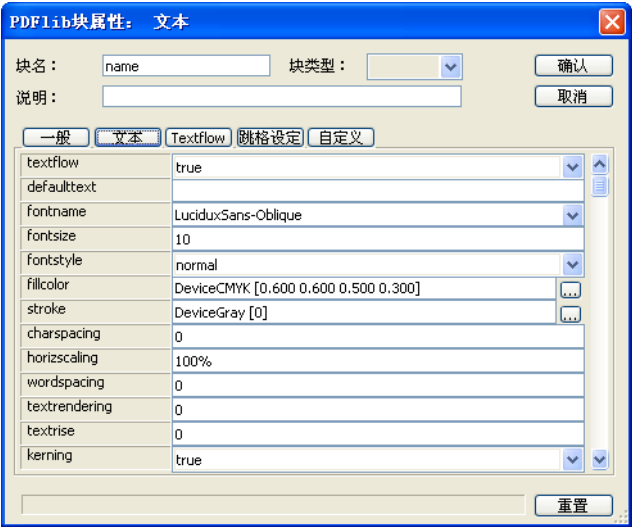 PDFlib块属性： 文本
块名： name 块类型： 确认
说明： 取消
一般 文本 Textflow 跳格设定 自定义
textflow true
defaulttext
fontname LuciduxSans-Oblique
fontsize 10
fontstyle normal
fillcolor DeviceCMYK [0.600 0.600 0.500 0.300] ...
stroke DeviceGray [0] ...
charspacing 0
horizscaling 100%
wordspacing 0
textrendering 0
textrise 0
kerning true
重置